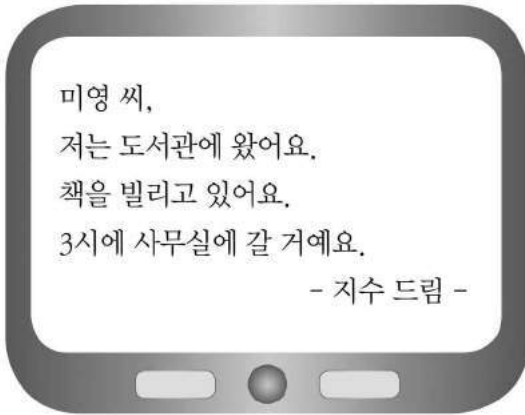 미영 씨,
저는 도서관에 왔어요.
책을 빌리고 있어요.
3시에 사무실에 갈 거예요.
- 지수 드림 -